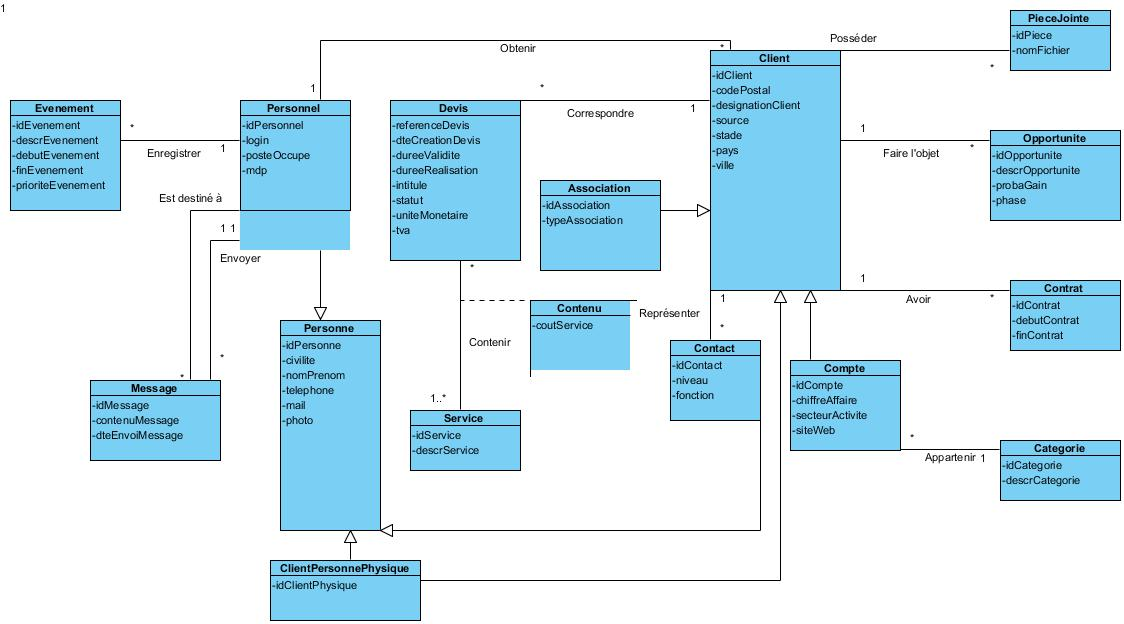 1
PieceJointe
-idPiece
-nomFichier
Posséder
*
Obtenir
*
1
Client
-idClient
-codePostal
-designationClient
-source
-stade
-pays
-ville
Evenement
-idEvenement
-descrEvenement
-debutEvenement
-finEvenement
-prioriteEvenement
*
Enregistrer
1
Personnel
-idPersonnel
-login
-posteOccupe
-mdp
Devis
-referenceDevis
-dteCreationDevis
-dureeValidite
-dureeRealisation
-intitule
-statut
-uniteMonetaire
-tva
*
Correspondre
1
1
Faire l'objet
*
Opportunite
-idOpportunite
-descrOpportunite
-probaGain
-phase
Association
-idAssociation
-typeAssociation
Est destiné à
1 1
Envoyer
*
*
Message
-idMessage
-contenuMessage
-dteEnvoiMessage
Personne
-idPersonne
-civilite
-nomPrenom
-telephone
-mail
-photo
*
Contenir
1..*
Contenu
-coutService
Service
-idService
-descrService
1
Représenter
*
Contact
-idContact
-niveau
-fonction
1
Avoir
*
Contrat
-idContrat
-debutContrat
-finContrat
Compte
-idCompte
-chiffreAffaire
-secteurActivite
-siteWeb
*
Appartenir 1
Categorie
-idCategorie
-descrCategorie
ClientPersonnePhysique
-idClientPhysique